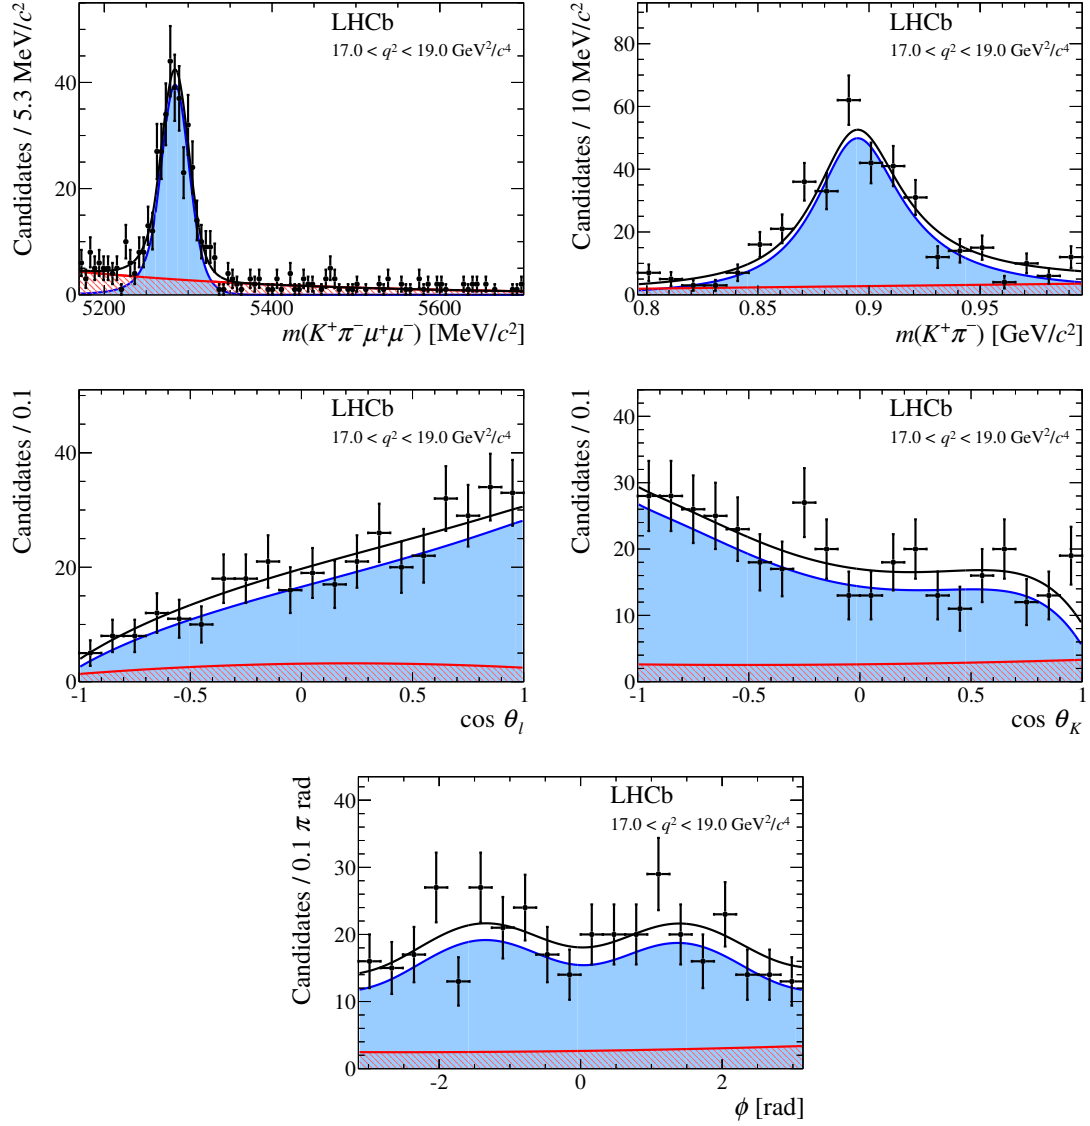 Candidates / 5.3 MeV/c²
40
20
0
LHCb
17.0 < q² < 19.0 GeV²/c⁴
5200 5400 5600
m(K⁺π⁻μ⁺μ⁻) [MeV/c²]
Candidates / 10 MeV/c²
80
60
40
20
0
LHCb
17.0 < q² < 19.0 GeV²/c⁴
0.8 0.85 0.9 0.95
m(K⁺π⁻) [GeV/c²]
Candidates / 0.1
40
20
0
LHCb
17.0 < q² < 19.0 GeV²/c⁴
-1 -0.5 0 0.5 1
cos θ_l
Candidates / 0.1
40
30
20
10
0
LHCb
17.0 < q² < 19.0 GeV²/c⁴
-1 -0.5 0 0.5 1
cos θ_K
Candidates / 0.1 π rad
40
30
20
10
0
LHCb
17.0 < q² < 19.0 GeV²/c⁴
-2 0 2
ϕ [rad]